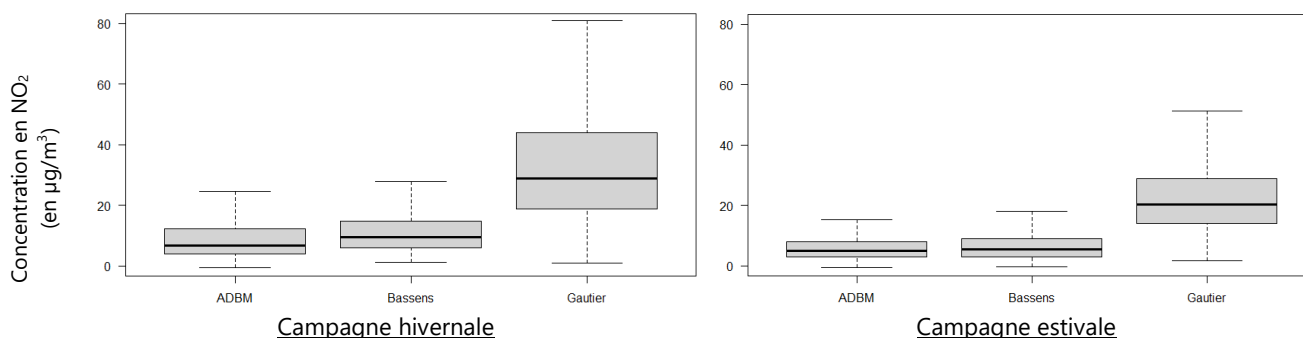 Concentration en NO₂
(en µg/m³)
80
60
40
20
0
ADBM Bassens Gautier
Campagne hivernale
80
60
40
20
0
ADBM Bassens Gautier
Campagne estivale